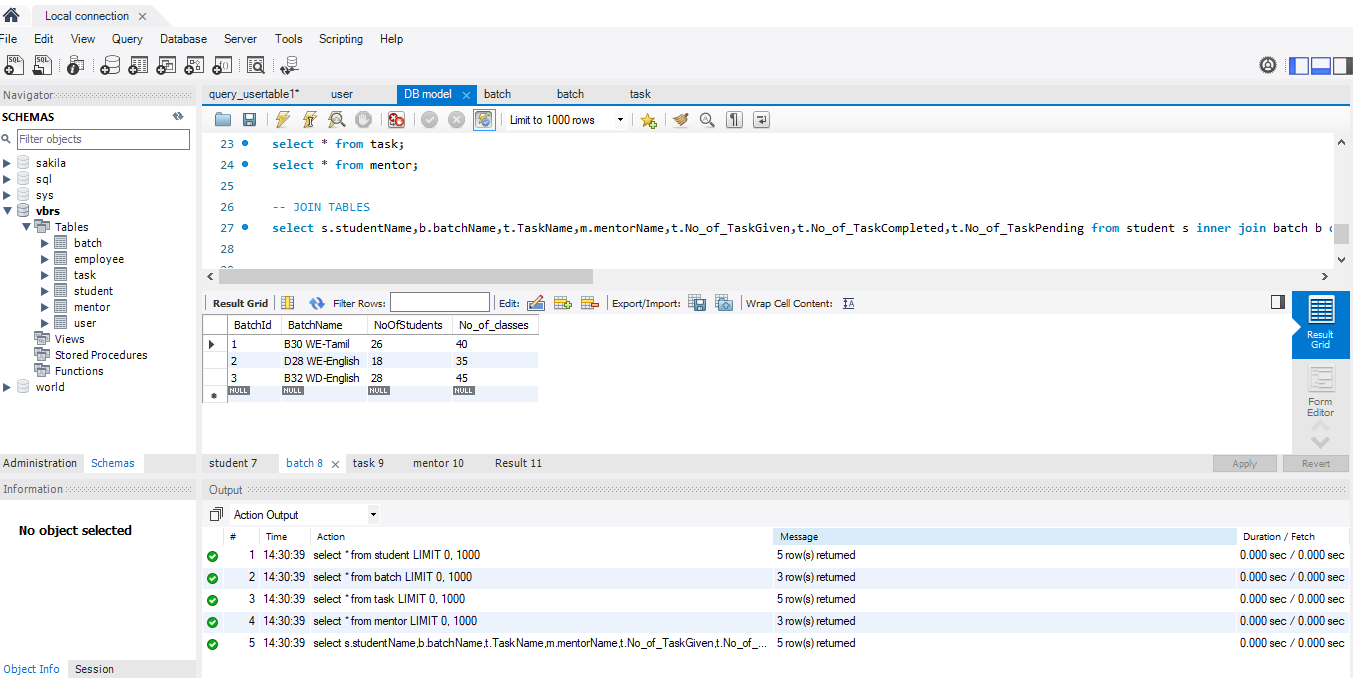 Local connection
File Edit View Query Database Server Tools Scripting Help
Navigator
SCHEMAS
Filter objects
sakila
sql
sys
vbrs
Tables
batch
employee
task
student
mentor
user
Views
Stored Procedures
Functions
world
Administration Schemas
Information
No object selected
Object Info Session
query_usertable1* user DB model batch batch task
Limit to 1000 rows
23 select * from task;
24 select * from mentor;
25
26 -- JOIN TABLES
27 select s.studentName,b.batchName,t.TaskName,m.mentorName,t.No_of_TaskGiven,t.No_of_TaskCompleted,t.No_of_TaskPending from student s inner join batch b
28
Result Grid Filter Rows: Edit: Export/Import: Wrap Cell Content:
BatchId BatchName NoOfStudents No_of_classes
1 B30 WE-Tamil 26 40
2 D28 WE-English 18 35
3 B32 WD-English 28 45
NULL NULL NULL NULL
Result Grid
Form Editor
student 7 batch 8 task 9 mentor 10 Result 11 Apply Revert
Output
Action Output
# Time Action Message Duration / Fetch
1 14:30:39 select * from student LIMIT 0, 1000 5 row(s) returned 0.000 sec / 0.000 sec
2 14:30:39 select * from batch LIMIT 0, 1000 3 row(s) returned 0.000 sec / 0.000 sec
3 14:30:39 select * from task LIMIT 0, 1000 5 row(s) returned 0.000 sec / 0.000 sec
4 14:30:39 select * from mentor LIMIT 0, 1000 3 row(s) returned 0.000 sec / 0.000 sec
5 14:30:39 select s.studentName,b.batchName,t.TaskName,m.mentorName,t.No_of_TaskGiven,t.No_of_... 5 row(s) returned 0.000 sec / 0.000 sec